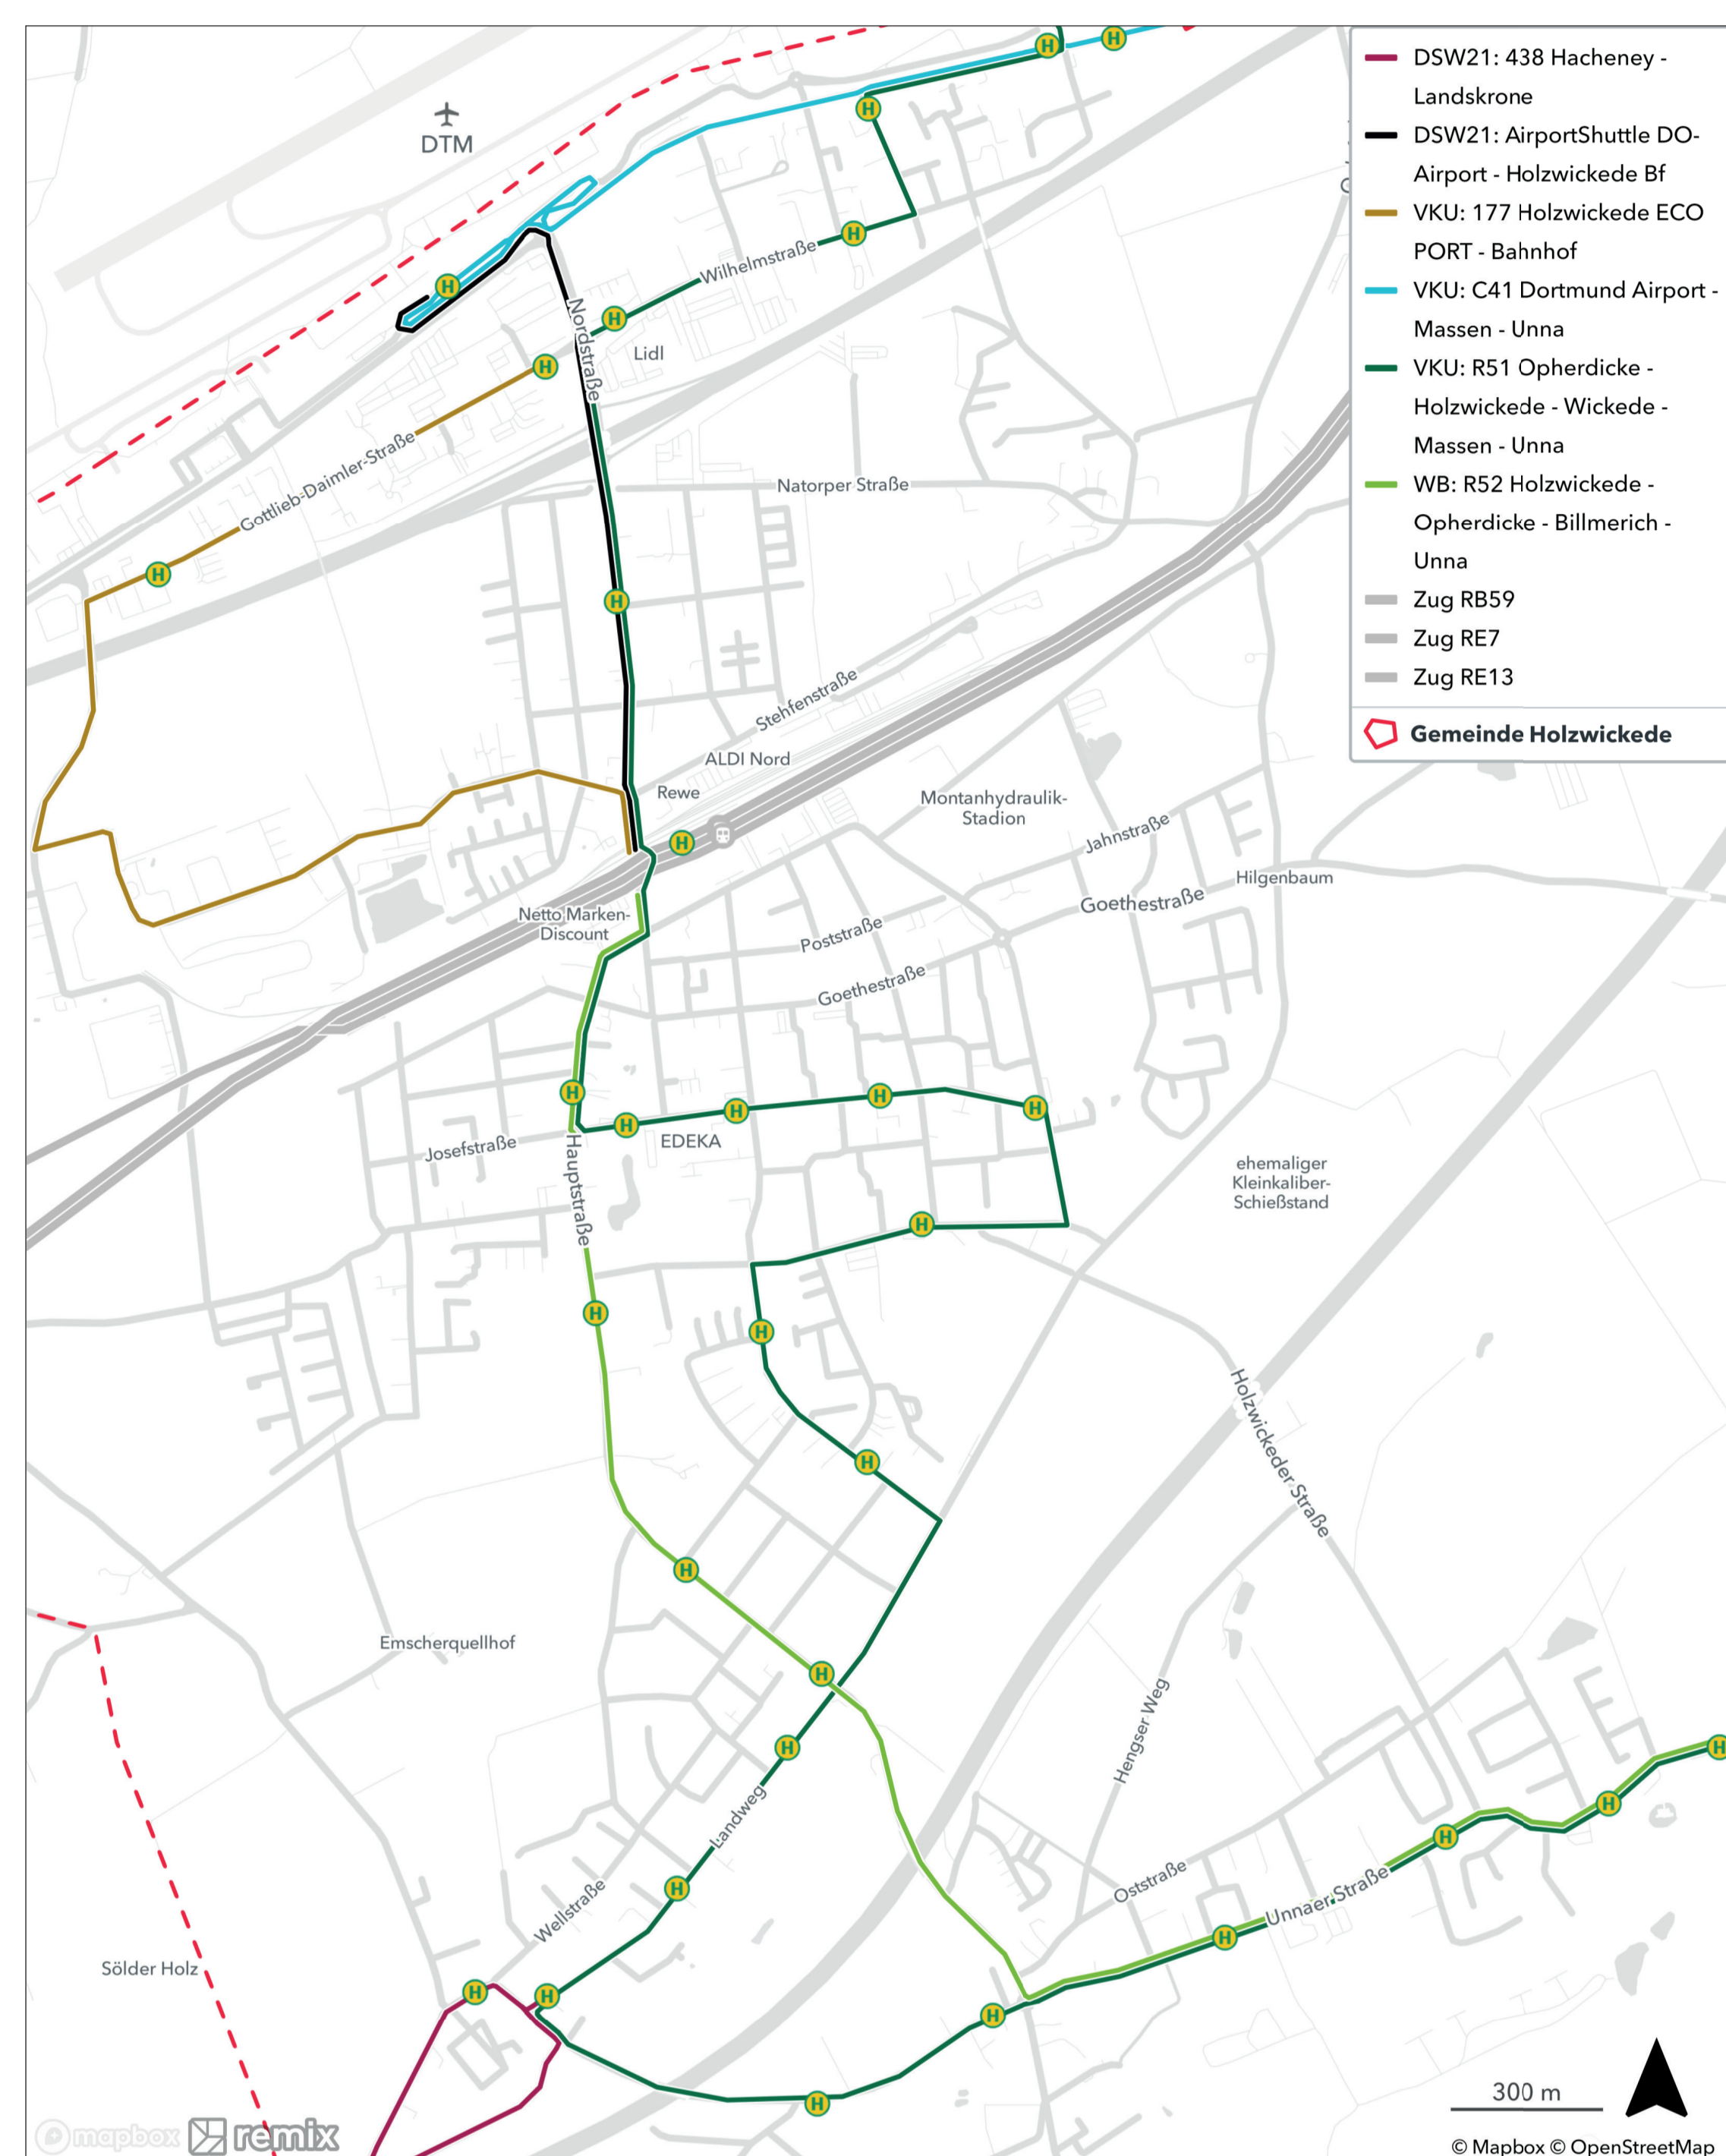 DSW21: 438 Hacheney -
Landskrone
DSW21: AirportShuttle DO-
Airport - Holzwickede Bf
VKU: 177 Holzwickede ECO
PORT - Bahnhof
VKU: C41 Dortmund Airport -
Massen - Unna
VKU: R51 Opherdicke -
Holzwickede - Wickede -
Massen - Unna
WB: R52 Holzwickede -
Opherdicke - Billmerich -
Unna
Zug RB59
Zug RE7
Zug RE13
Gemeinde Holzwickede
H
H
H
DTM
H
Wilhelmstraße
H
H
Nordstraße
Lidl
H
Gottlieb-Daimler-Straße
Natorper Straße
H
H
Stehfenstraße
ALDI Nord
Rewe
Montanhydraulik-
Stadion
Jahnstraße
H
Hilgenbaum
Goethestraße
Netto Marken-
Discount
Poststraße
Goethestraße
H
H
H
H
H
EDEKA
Josefstraße
Hauptstraße
ehemaliger
Kleinkaliber-
Schießstand
H
H
H
Holzwickeder Straße
H
H
Emscherquellhof
H
Hengser Weg
H
H
Landweg
H
H
Oststraße
H
Unnaer Straße
Wellstraße
H
Sölder Holz
H
H
H
H
300 m
mapbox
remix
© Mapbox © OpenStreetMap